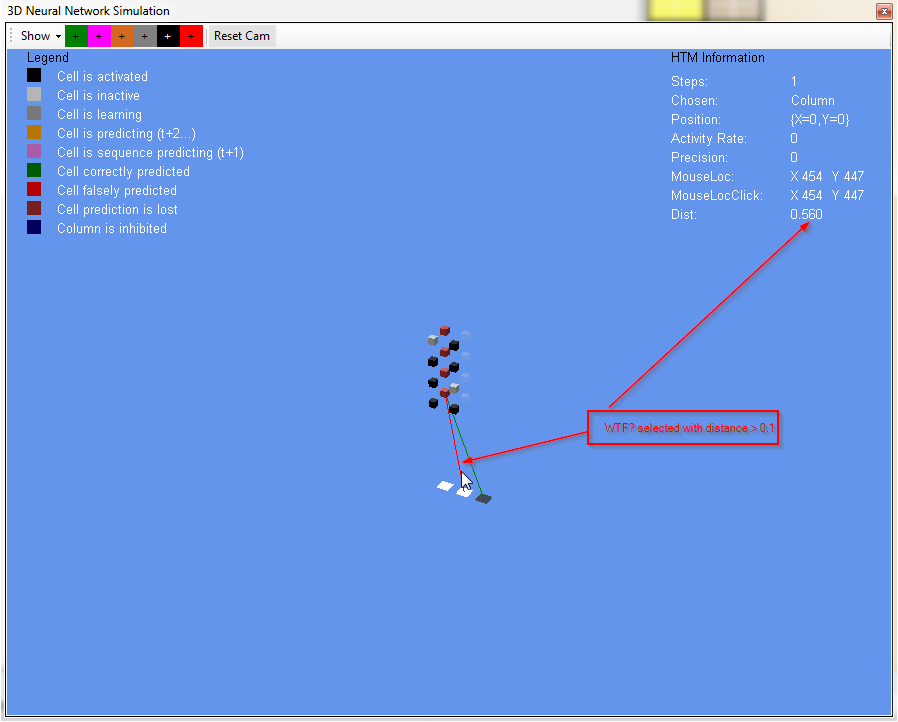 3D Neural Network Simulation
Show + + + + + + Reset Cam
Legend
Cell is activated
Cell is inactive
Cell is learning
Cell is predicting (t+2...)
Cell is sequence predicting (t+1)
Cell correctly predicted
Cell falsely predicted
Cell prediction is lost
Column is inhibited
HTM Information
Steps: 1
Chosen: Column
Position: {X=0,Y=0}
Activity Rate: 0
Precision: 0
MouseLoc: X 454 Y 447
MouseLocClick: X 454 Y 447
Dist: 0.560
WTF? selected with distance > 0.1